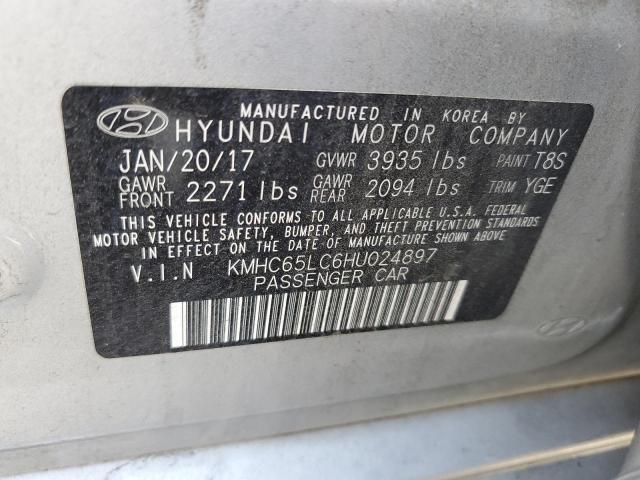 MANUFACTURED IN KOREA BY
HYUNDAI MOTOR COMPANY
JAN/20/17 GVWR 3935 lbs PAINT T8S
GAWR FRONT 2271 lbs GAWR REAR 2094 lbs TRIM YGE
THIS VEHICLE CONFORMS TO ALL APPLICABLE U.S.A. FEDERAL
MOTOR VEHICLE SAFETY, BUMPER, AND THEFT PREVENTION STANDARDS
IN EFFECT ON THE DATE OF MANUFACTURE SHOWN ABOVE
V.I.N KMHC65LC6HU024897
PASSENGER CAR